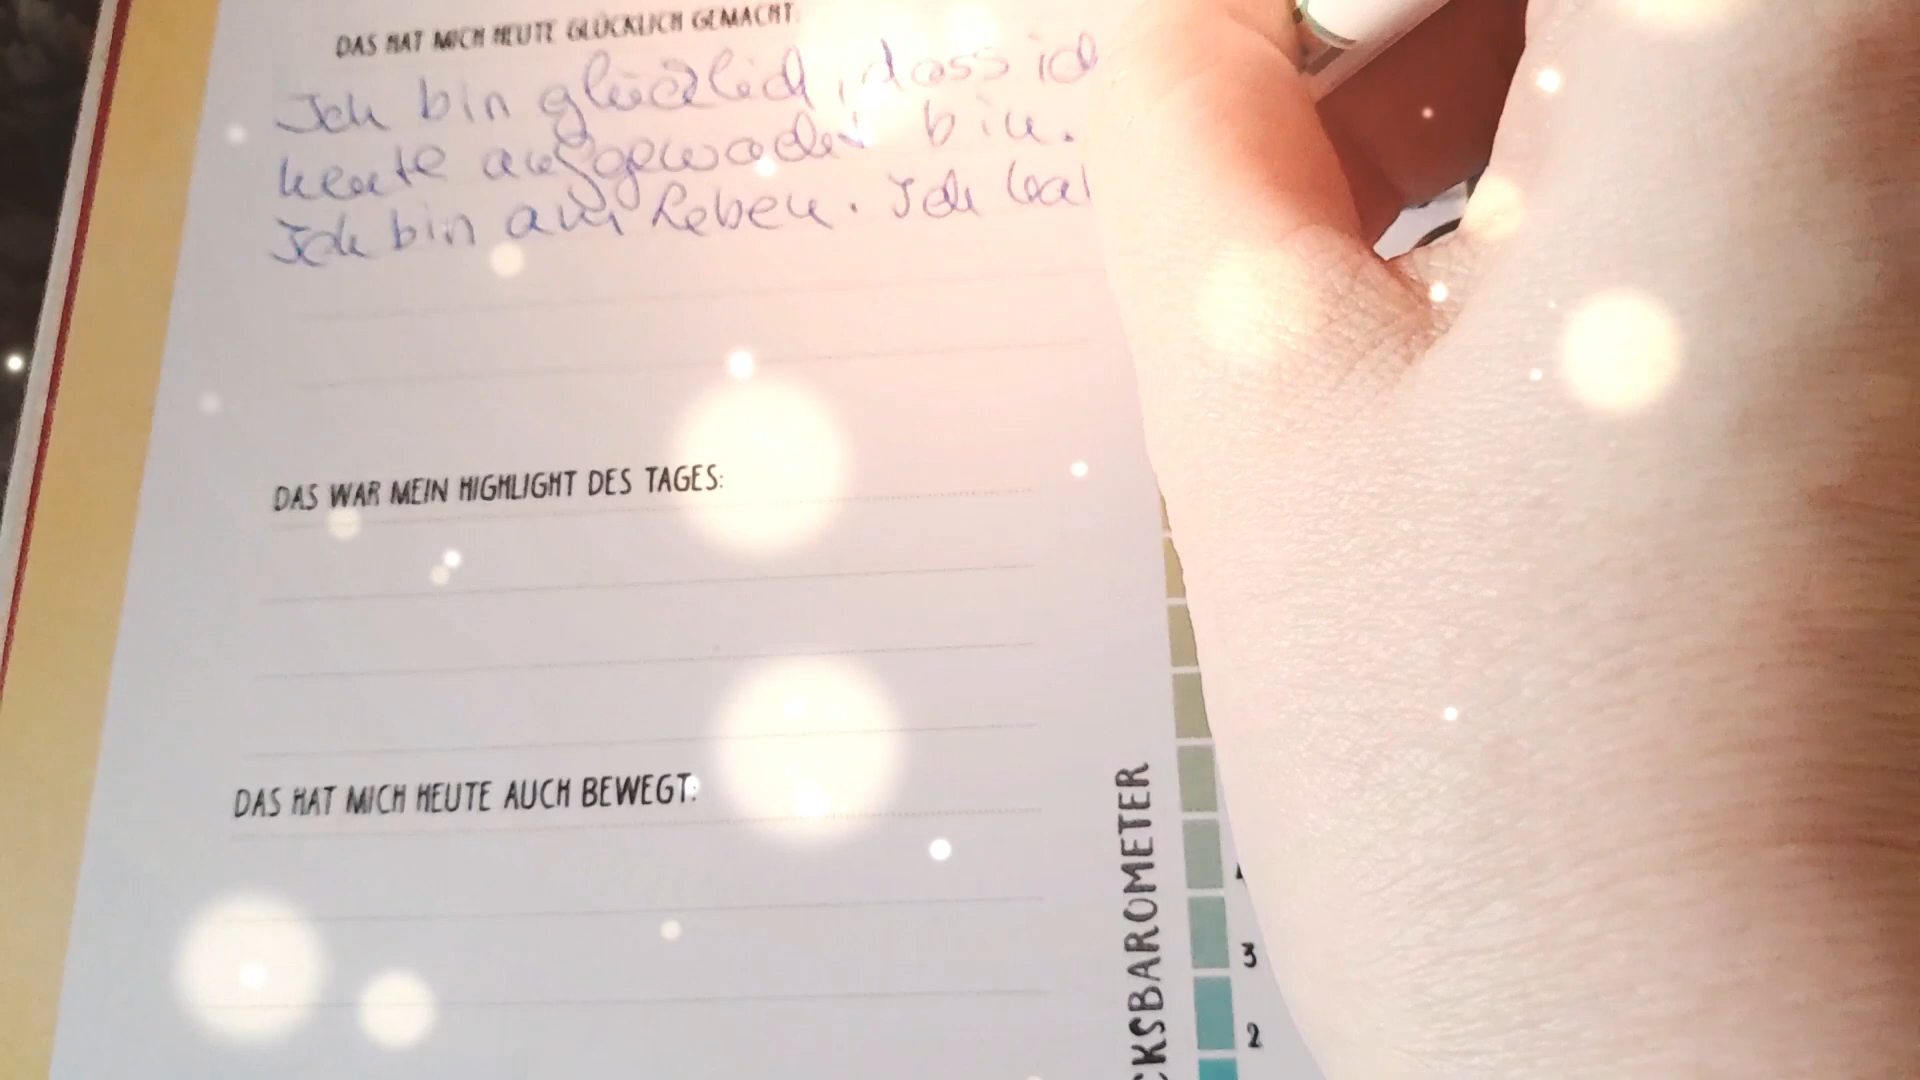 DAS HAT MICH HEUTE GLÜCKLICH GEMACHT:
Ich bin glücklich, dass ich
heute aufgewacht bin.
Ich bin am Leben. Ich
DAS WAR MEIN HIGHLIGHT DES TAGES:
DAS HAT MICH HEUTE AUCH BEWEGT:
CKSBAROMETER
3
2